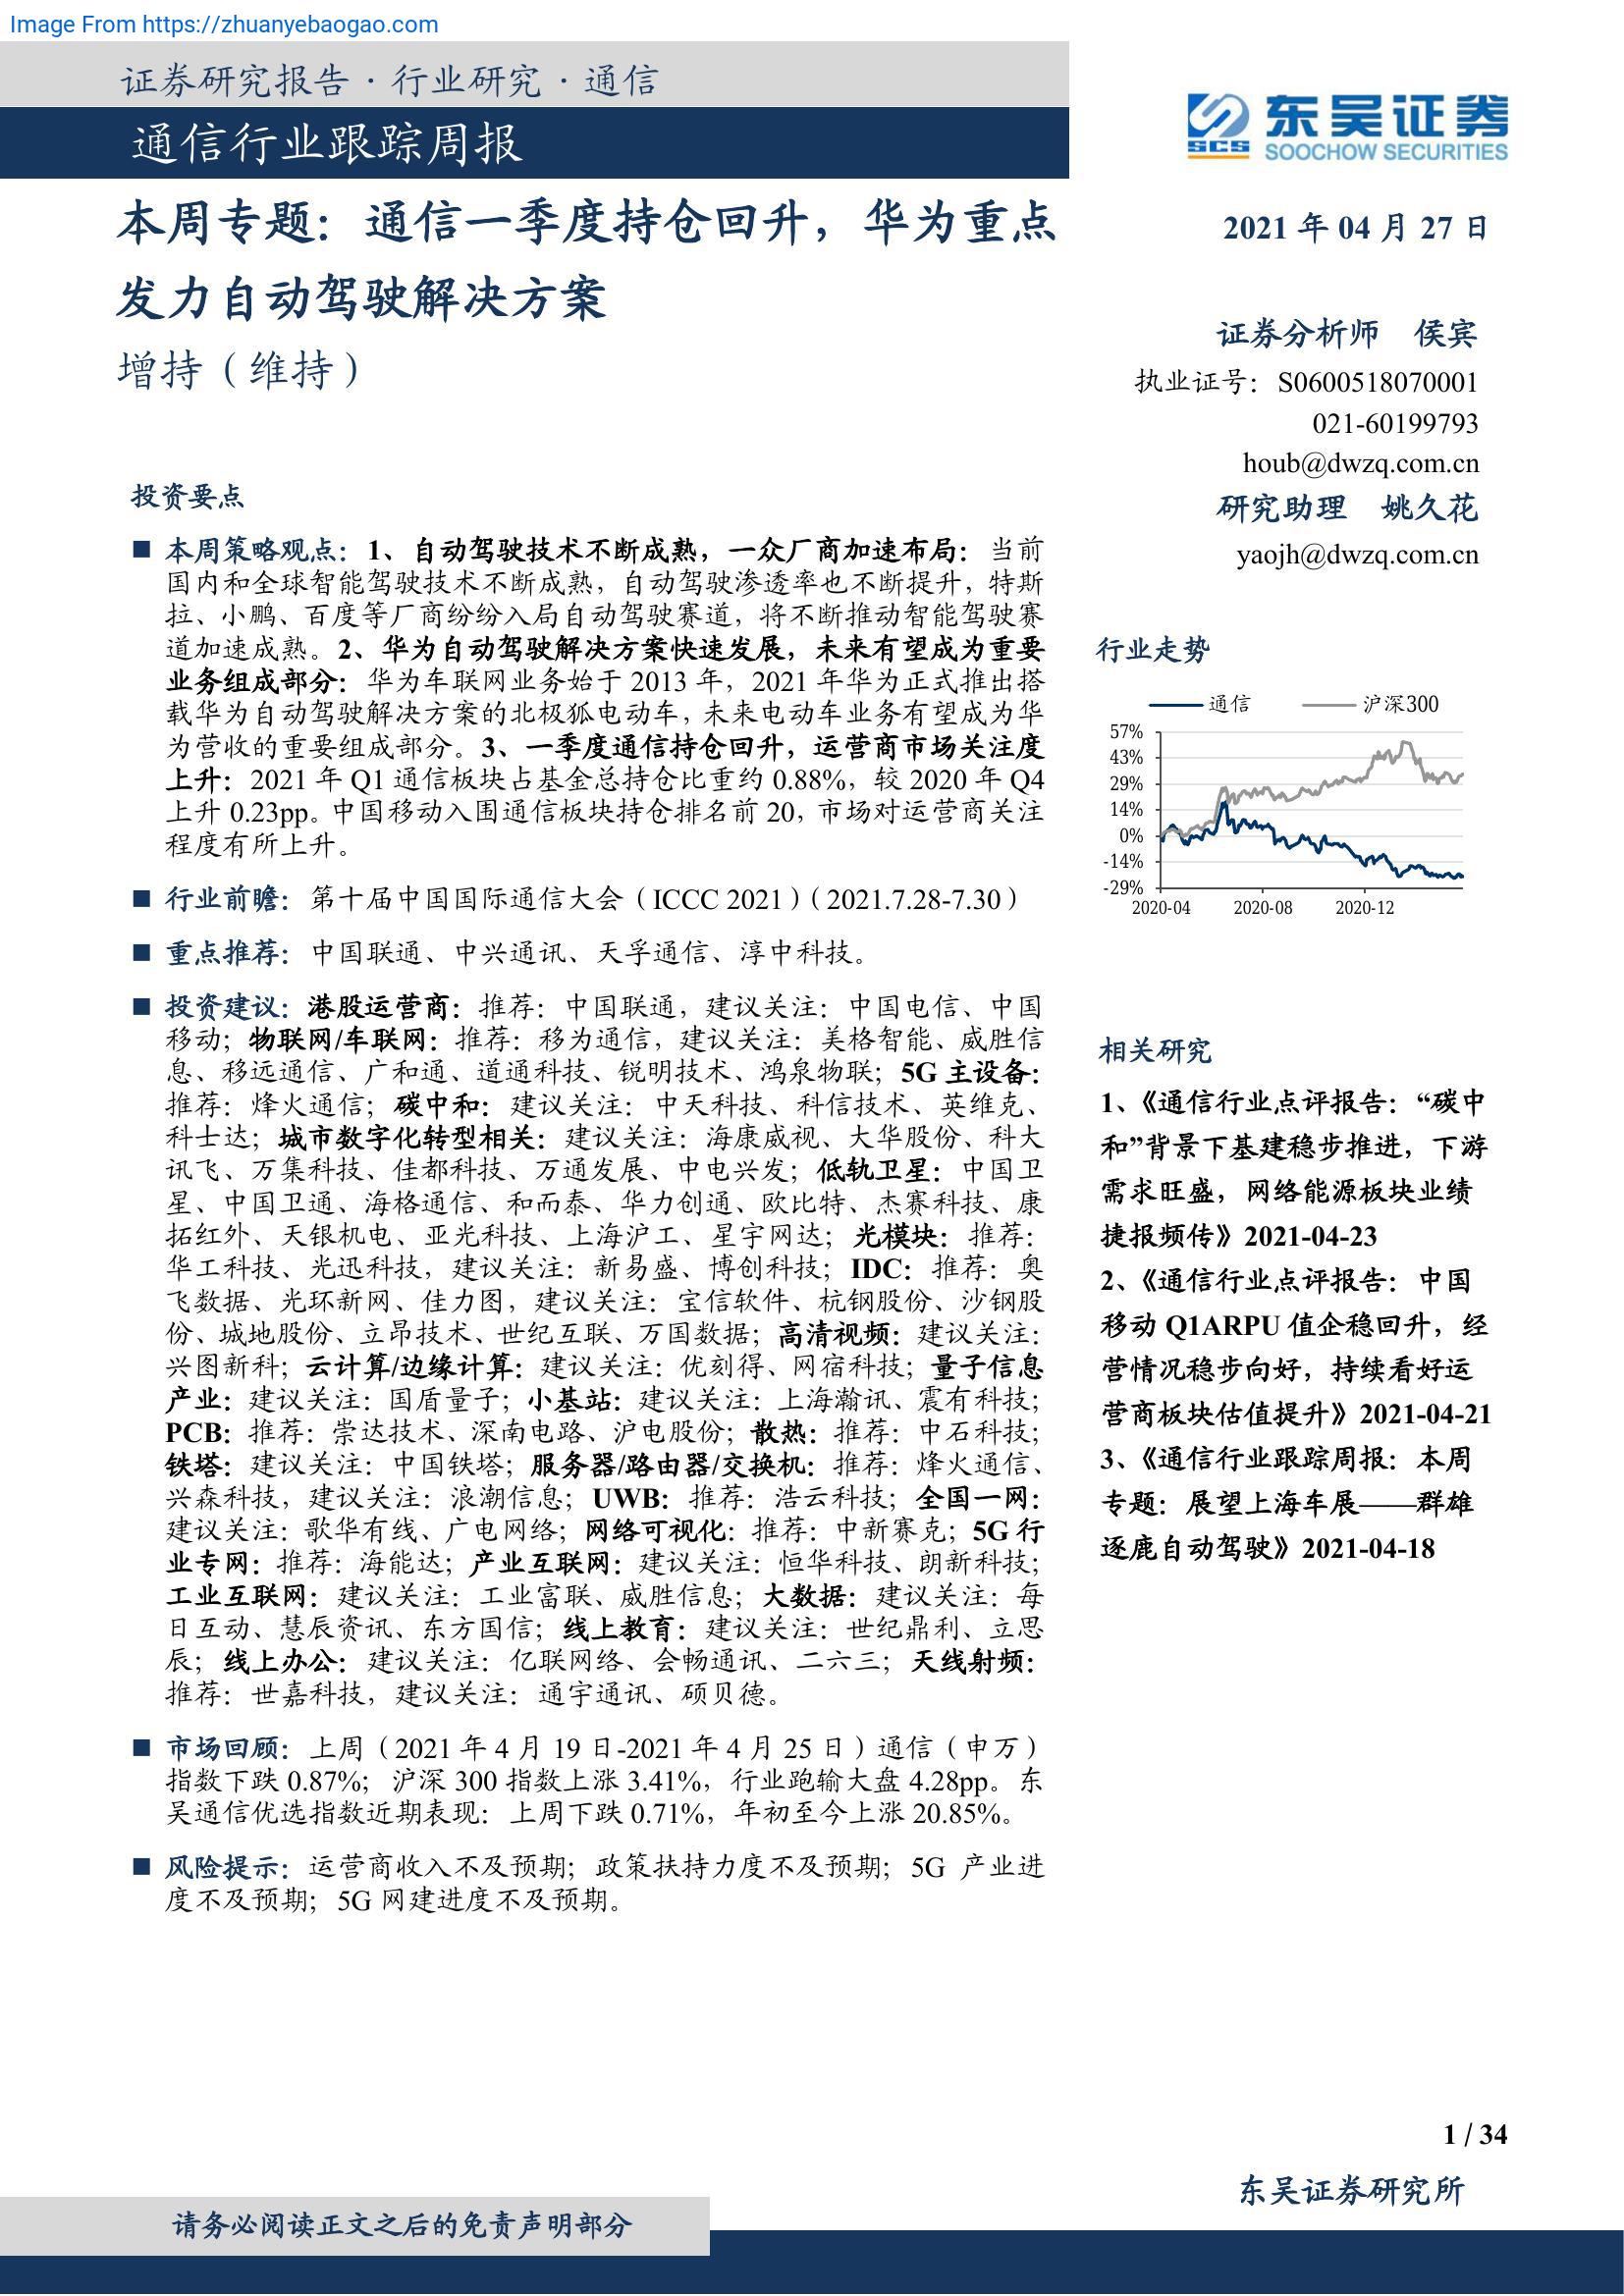 Image From https://zhuanyebaogao.com
证券研究报告·行业研究·通信
通信行业跟踪周报
东吴证券
SCS
SOOCHOW SECURITIES
本周专题：通信一季度持仓回升，华为重点
发力自动驾驶解决方案
增持（维持）
2021 年 04 月 27 日
证券分析师 侯宾
执业证号：S0600518070001
021-60199793
houb@dwzq.com.cn
研究助理 姚久花
yaojh@dwzq.com.cn
投资要点
■ 本周策略观点：1、自动驾驶技术不断成熟，一众厂商加速布局：当前
国内和全球智能驾驶技术不断成熟，自动驾驶渗透率也不断提升，特斯
拉、小鹏、百度等厂商纷纷入局自动驾驶赛道，将不断推动智能驾驶赛
道加速成熟。2、华为自动驾驶解决方案快速发展，未来有望成为重要
业务组成部分：华为车联网业务始于 2013 年，2021 年华为正式推出搭
载华为自动驾驶解决方案的北极狐电动车，未来电动车业务有望成为华
为营收的重要组成部分。3、一季度通信持仓回升，运营商市场关注度
上升：2021 年 Q1 通信板块占基金总持仓比重约 0.88%，较 2020 年 Q4
上升 0.23pp。中国移动入围通信板块持仓排名前 20，市场对运营商关注
程度有所上升。
■ 行业前瞻：第十届中国国际通信大会（ICCC 2021）（2021.7.28-7.30）
■ 重点推荐：中国联通、中兴通讯、天孚通信、淳中科技。
■ 投资建议：港股运营商：推荐：中国联通，建议关注：中国电信、中国
移动；物联网/车联网：推荐：移为通信，建议关注：美格智能、威胜信
息、移远通信、广和通、道通科技、锐明技术、鸿泉物联；5G 主设备：
推荐：烽火通信；碳中和：建议关注：中天科技、科信技术、英维克、
科士达；城市数字化转型相关：建议关注：海康威视、大华股份、科大
讯飞、万集科技、佳都科技、万通发展、中电兴发；低轨卫星：中国卫
星、中国卫通、海格通信、和而泰、华力创通、欧比特、杰赛科技、康
拓红外、天银机电、亚光科技、上海沪工、星宇网达；光模块：推荐：
华工科技、光迅科技，建议关注：新易盛、博创科技；IDC：推荐：奥
飞数据、光环新网、佳力图，建议关注：宝信软件、杭钢股份、沙钢股
份、城地股份、立昂技术、世纪互联、万国数据；高清视频：建议关注：
兴图新科；云计算/边缘计算：建议关注：优刻得、网宿科技；量子信息
产业：建议关注：国盾量子；小基站：建议关注：上海瀚讯、震有科技；
PCB：推荐：崇达技术、深南电路、沪电股份；散热：推荐：中石科技；
铁塔：建议关注：中国铁塔；服务器/路由器/交换机：推荐：烽火通信、
兴森科技，建议关注：浪潮信息；UWB：推荐：浩云科技；全国一网：
建议关注：歌华有线、广电网络；网络可视化：推荐：中新赛克；5G 行
业专网：推荐：海能达；产业互联网：建议关注：恒华科技、朗新科技；
工业互联网：建议关注：工业富联、威胜信息；大数据：建议关注：每
日互动、慧辰资讯、东方国信；线上教育：建议关注：世纪鼎利、立思
辰；线上办公：建议关注：亿联网络、会畅通讯、二六三；天线射频：
推荐：世嘉科技，建议关注：通宇通讯、硕贝德。
■ 市场回顾：上周（2021 年 4 月 19 日-2021 年 4 月 25 日）通信（申万）
指数下跌 0.87%；沪深 300 指数上涨 3.41%，行业跑输大盘 4.28pp。东
吴通信优选指数近期表现：上周下跌 0.71%，年初至今上涨 20.85%。
■ 风险提示：运营商收入不及预期；政策扶持力度不及预期；5G 产业进
度不及预期；5G 网建进度不及预期。
行业走势
通信 沪深300
57%
43%
29%
14%
0%
-14%
-29%
2020-04 2020-08 2020-12
相关研究
1、《通信行业点评报告：“碳中
和”背景下基建稳步推进，下游
需求旺盛，网络能源板块业绩
捷报频传》2021-04-23
2、《通信行业点评报告：中国
移动 Q1ARPU 值企稳回升，经
营情况稳步向好，持续看好运
营商板块估值提升》2021-04-21
3、《通信行业跟踪周报：本周
专题：展望上海车展——群雄
逐鹿自动驾驶》2021-04-18
1 / 34
东吴证券研究所
请务必阅读正文之后的免责声明部分